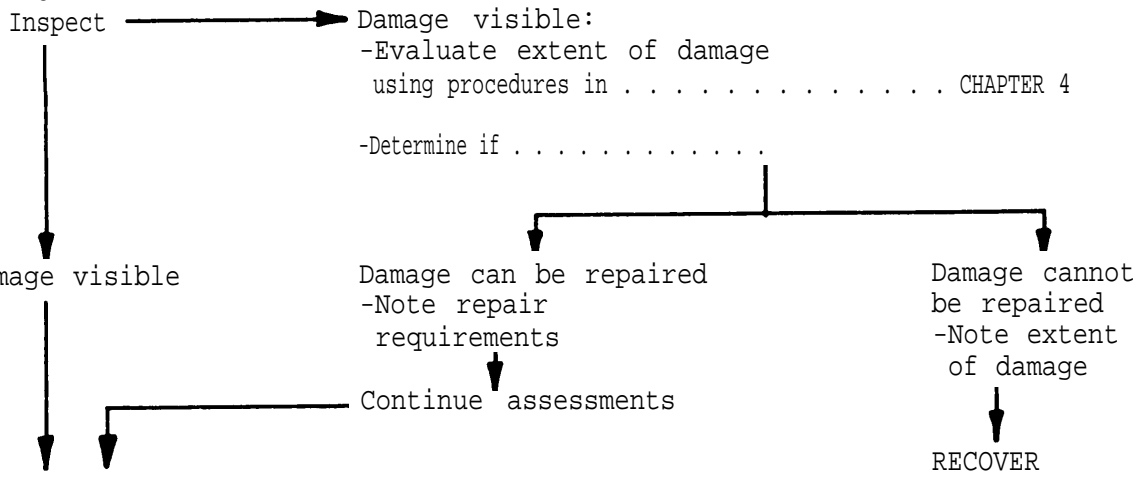 Inspect
Damage visible:
-Evaluate extent of damage
using procedures in . . . . . . . . . . . . . . CHAPTER 4
-Determine if . . . . . . . . . . . .
mage visible
Damage can be repaired
-Note repair
requirements
Damage cannot
be repaired
-Note extent
of damage
Continue assessments
RECOVER